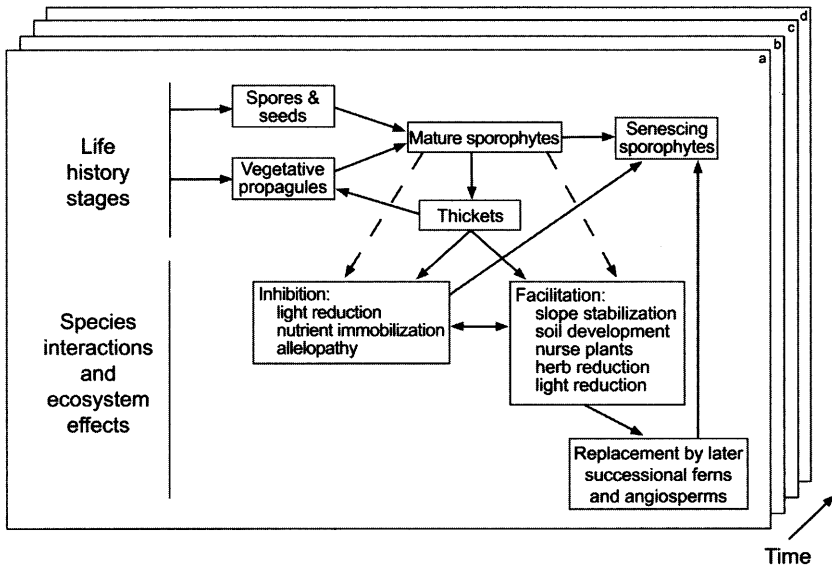 d
c
b
a
Life
history
stages
Spores &
seeds
Vegetative
propagules
Mature sporophytes
Senescing
sporophytes
Thickets
Species
interactions
and
ecosystem
effects
Inhibition:
light reduction
nutrient immobilization
allelopathy
Facilitation:
slope stabilization
soil development
nurse plants
herb reduction
light reduction
Replacement by later
successional ferns
and angiosperms
Time